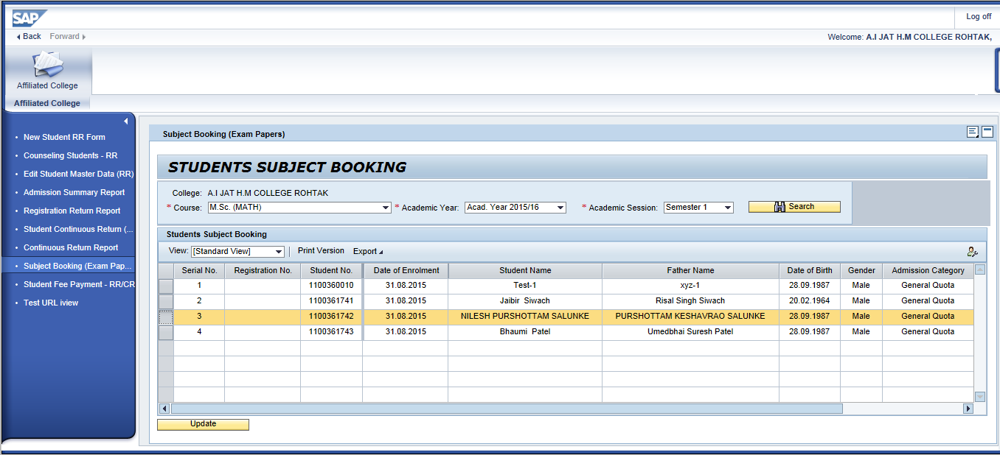 SAP
Log off
Back Forward
Welcome: A.I JAT H.M COLLEGE ROHTAK,
Affiliated College
Affiliated College
New Student RR Form
Counseling Students - RR
Edit Student Master Data (RR)
Admission Summary Report
Registration Return Report
Student Continuous Return (...
Continuous Return Report
Subject Booking (Exam Pap...
Student Fee Payment - RR/CR
Test URL iview
Subject Booking (Exam Papers)
STUDENTS SUBJECT BOOKING
College: A.I JAT H.M COLLEGE ROHTAK
* Course: M.Sc. (MATH) * Academic Year: Acad. Year 2015/16 * Academic Session: Semester 1 Search
Students Subject Booking
View: [Standard View] Print Version Export
Serial No. Registration No. Student No. Date of Enrolment Student Name Father Name Date of Birth Gender Admission Category
1 1100360010 31.08.2015 Test-1 xyz-1 28.09.1987 Male General Quota
2 1100361741 31.08.2015 Jaibir Siwach Risal Singh Siwach 20.02.1964 Male General Quota
3 1100361742 31.08.2015 NILESH PURSHOTTAM SALUNKE PURSHOTTAM KESHAVRAO SALUNKE 28.09.1987 Male General Quota
4 1100361743 31.08.2015 Bhaumi Patel Umedbhai Suresh Patel 28.09.1987 Male General Quota
Update